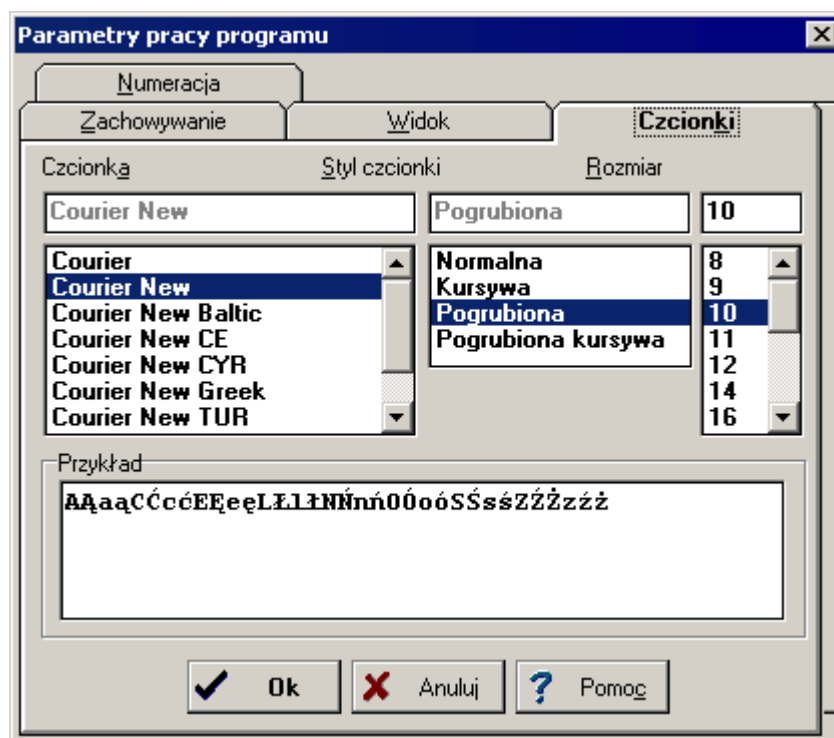 Parametry pracy programu
Numeracja
Zachowywanie Widok Czcionki
Czcionka Styl czcionki Rozmiar
Courier New Pogrubiona 10
Courier Normalna 8
Courier New Kursywa 9
Courier New Baltic Pogrubiona 10
Courier New CE Pogrubiona kursywa 11
Courier New CYR 12
Courier New Greek 14
Courier New TUR 16
Przykład
AĄaąCĆcćEĘeęLŁlłNŃnńOÓoóSŚsśZŹŻzźż
Ok Anuluj Pomoc